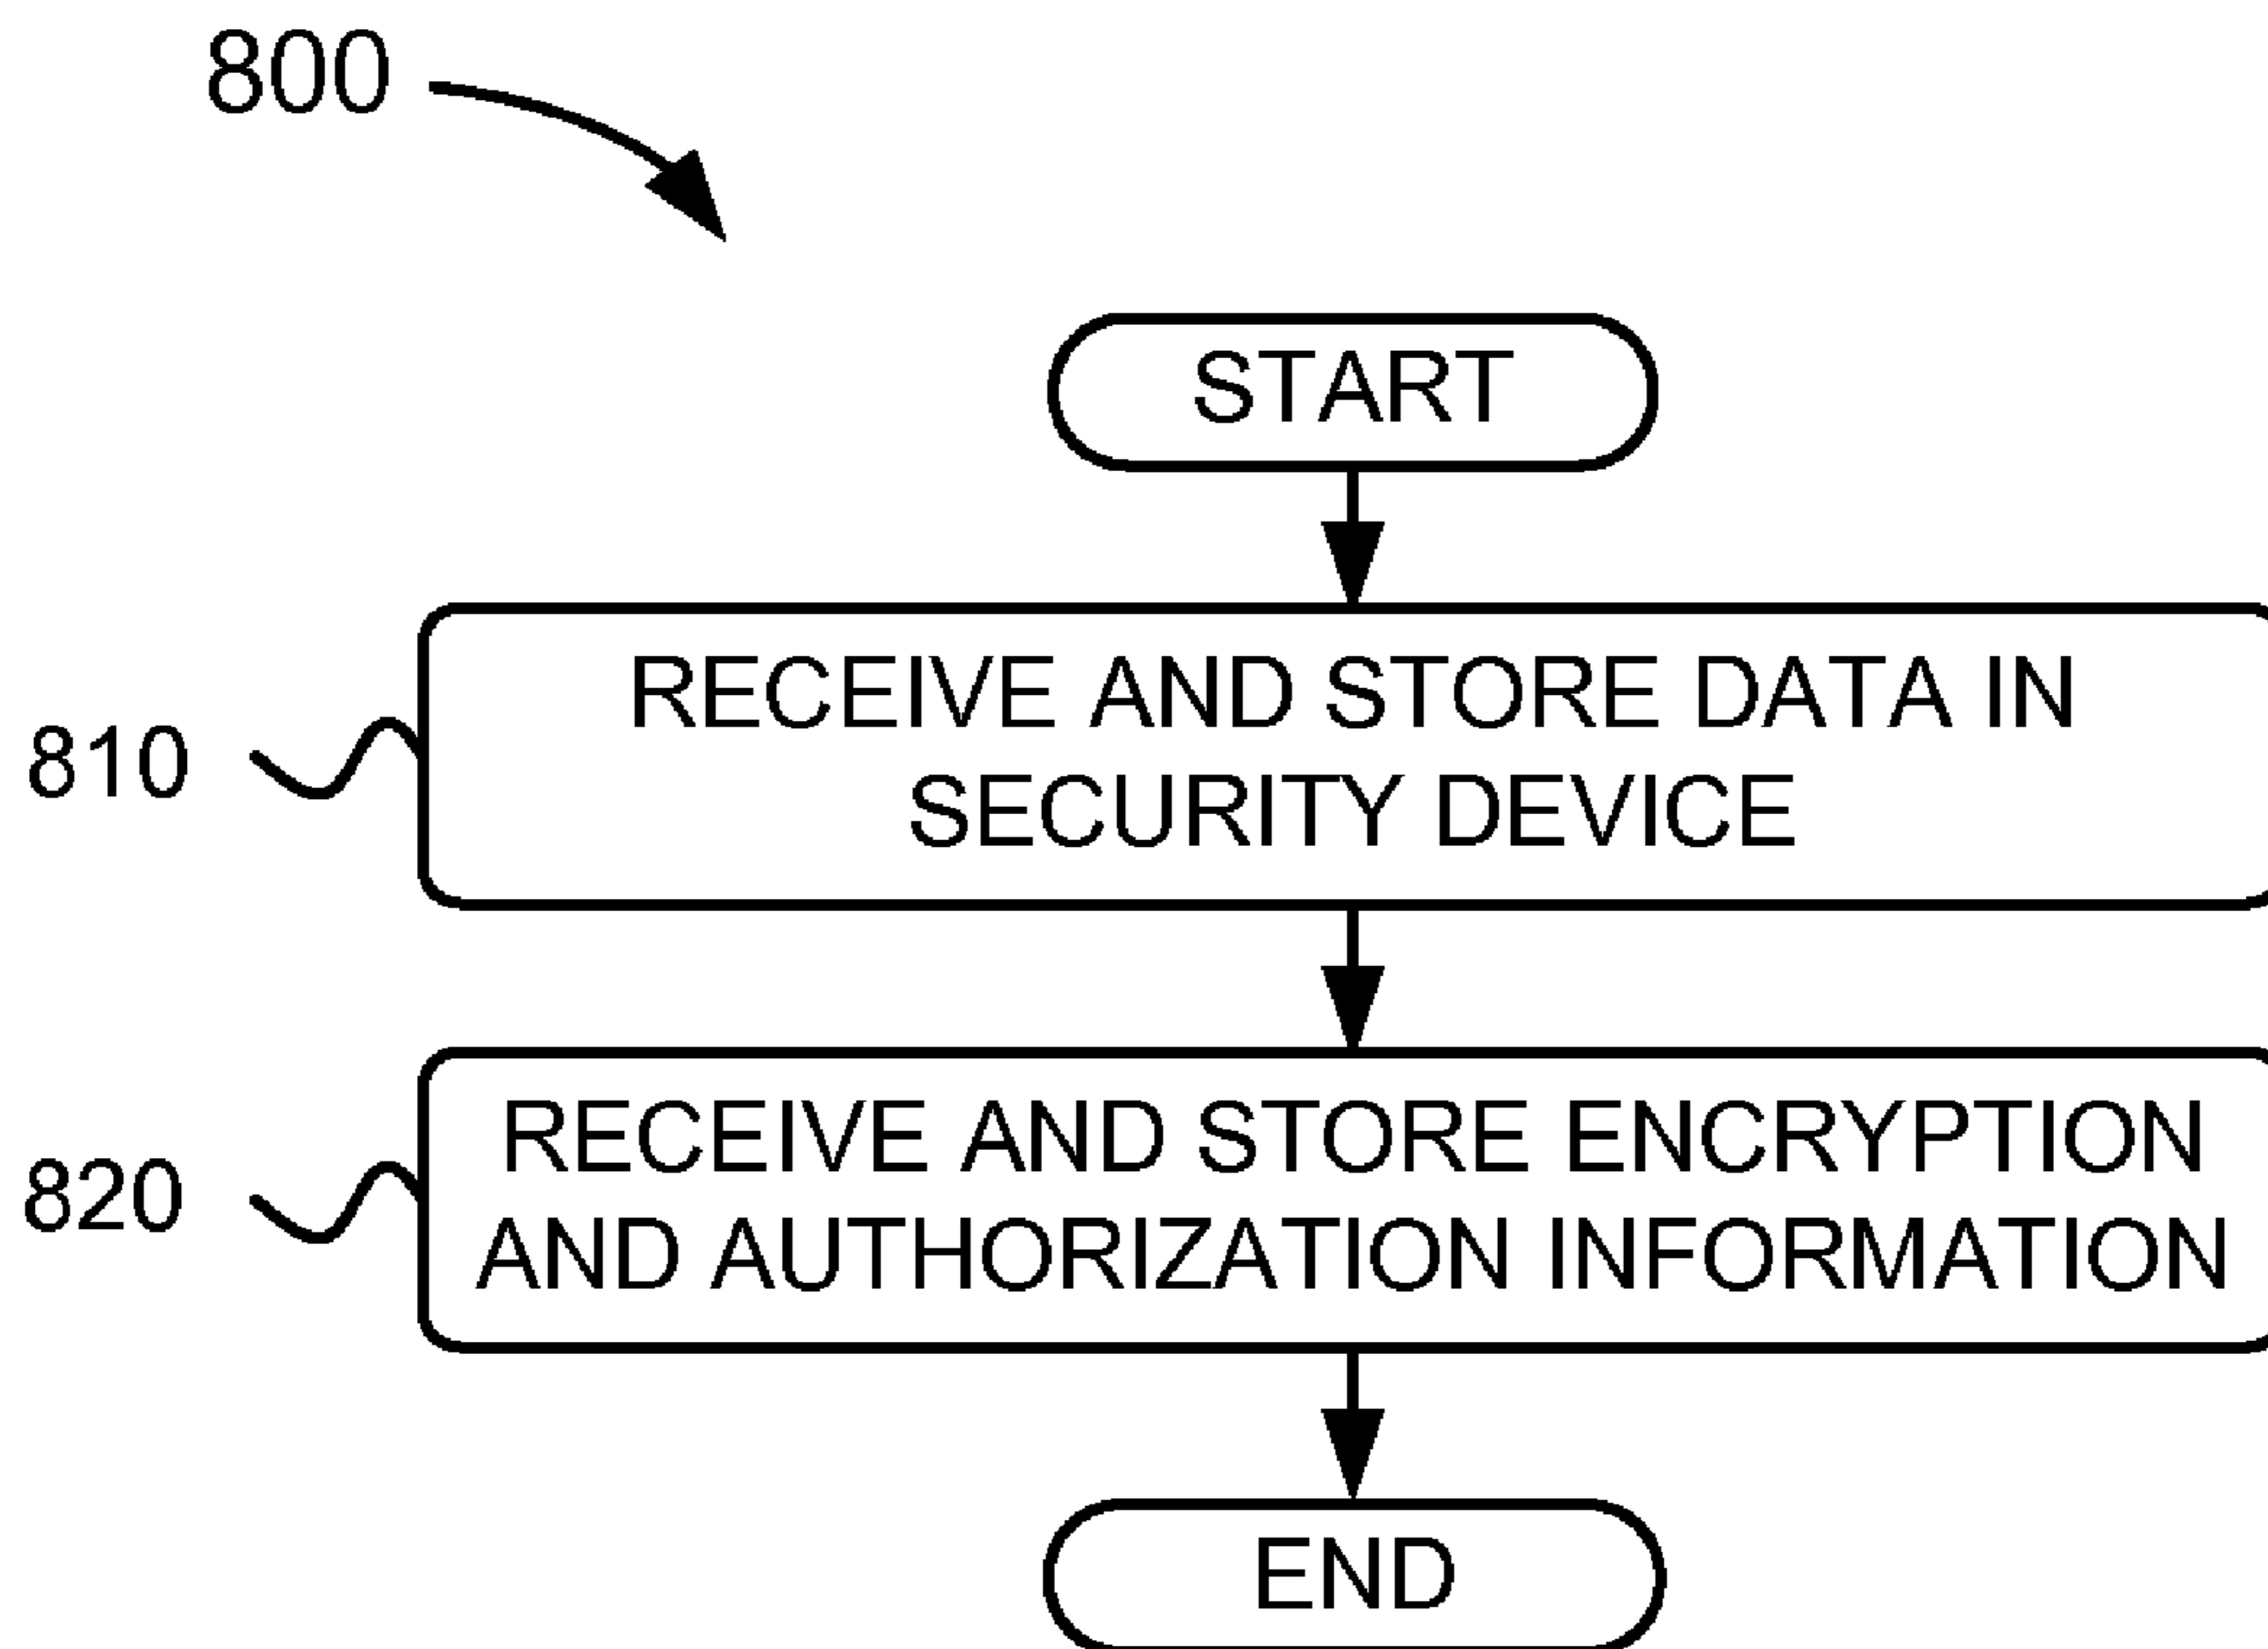 800
START
810
RECEIVE AND STORE DATA IN
SECURITY DEVICE
820
RECEIVE AND STORE ENCRYPTION
AND AUTHORIZATION INFORMATION
END